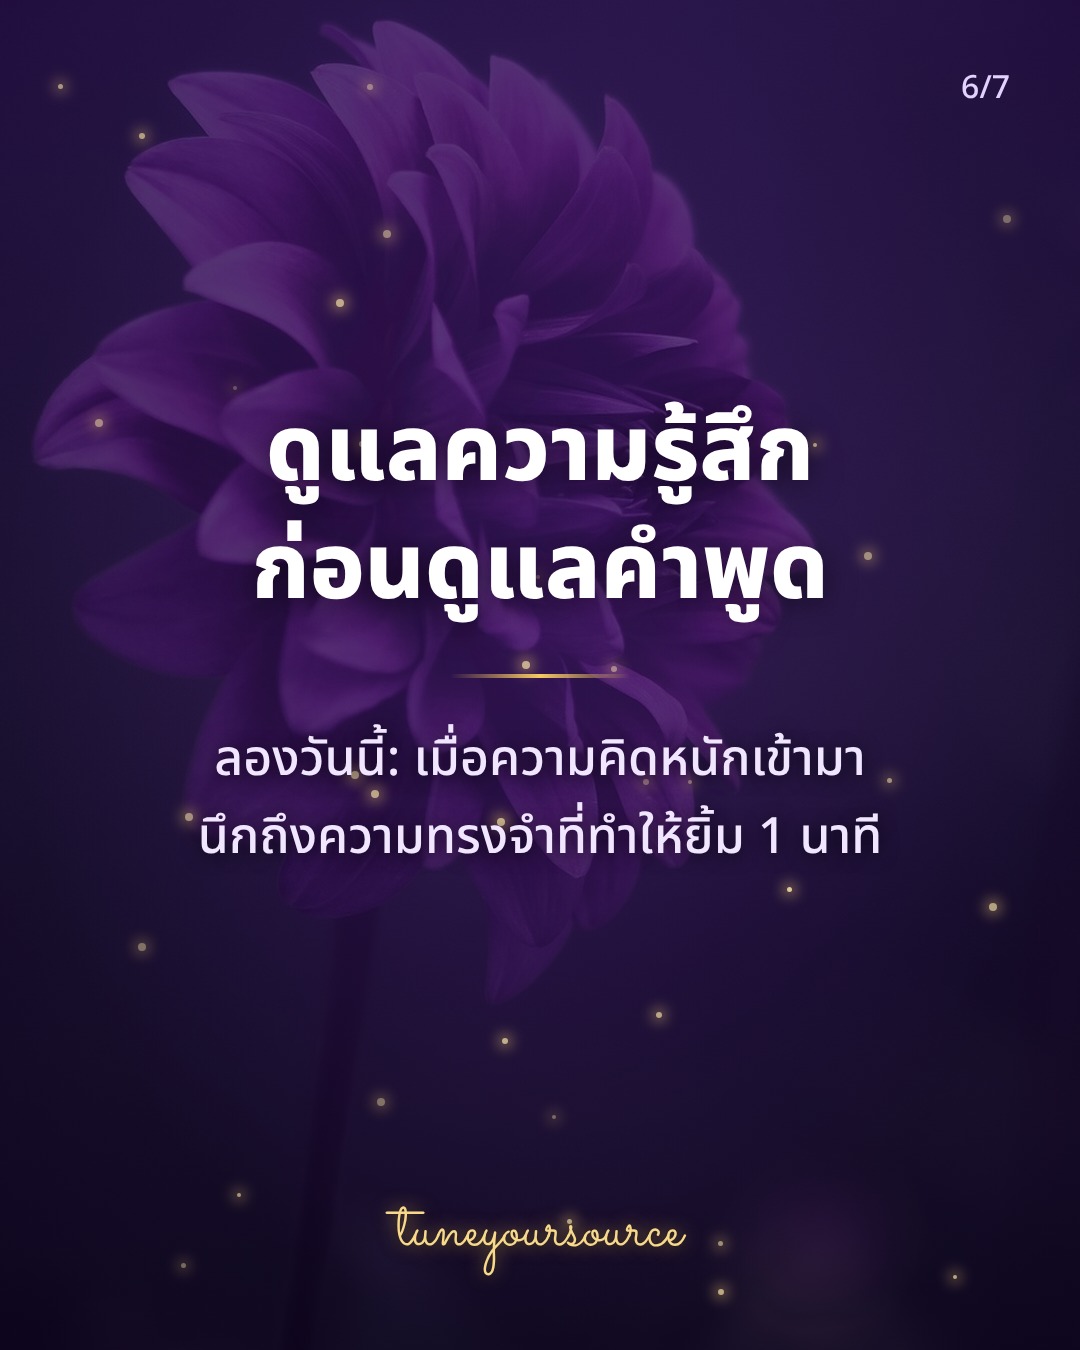 6/7
ดูแลความรู้สึก
ก่อนดูแลคำพูด
ลองวันนี้: เมื่อความคิดหนักเข้ามา
นึกถึงความทรงจำที่ทำให้ยิ้ม 1 นาที
tuneyoursource